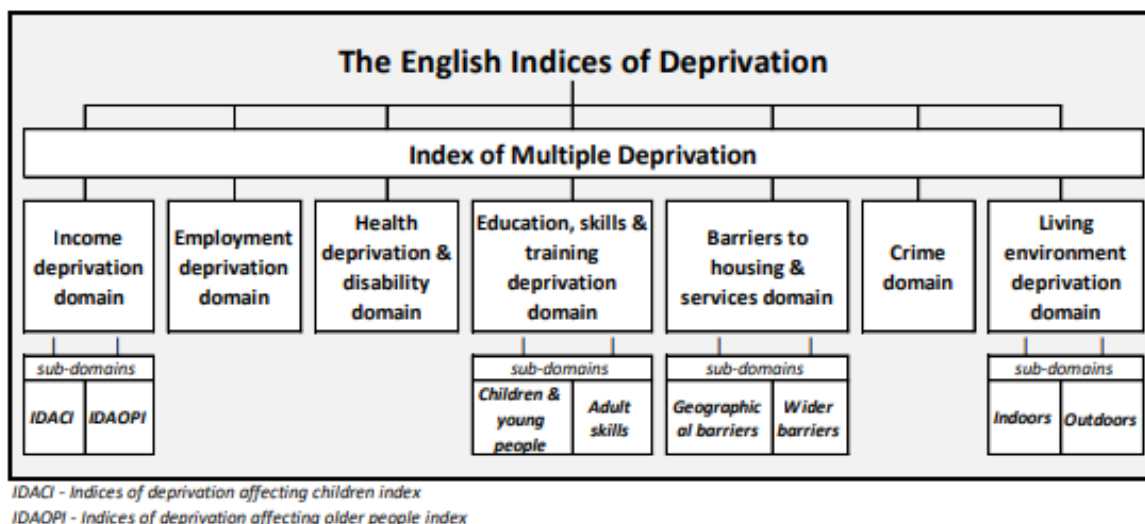 The English Indices of Deprivation
Index of Multiple Deprivation
Income
deprivation
domain
Employment
deprivation
domain
Health
deprivation &
disability
domain
Education, skills &
training
deprivation
domain
Barriers to
housing &
services domain
Crime
domain
Living
environment
deprivation
domain
sub-domains
IDACI
IDAOPI
sub-domains
Children &
young
people
Adult
skills
sub-domains
Geographic
al barriers
Wider
barriers
sub-domains
Indoors
Outdoors
IDACI - Indices of deprivation affecting children index
IDAOPI - Indices of deprivation affecting older people index